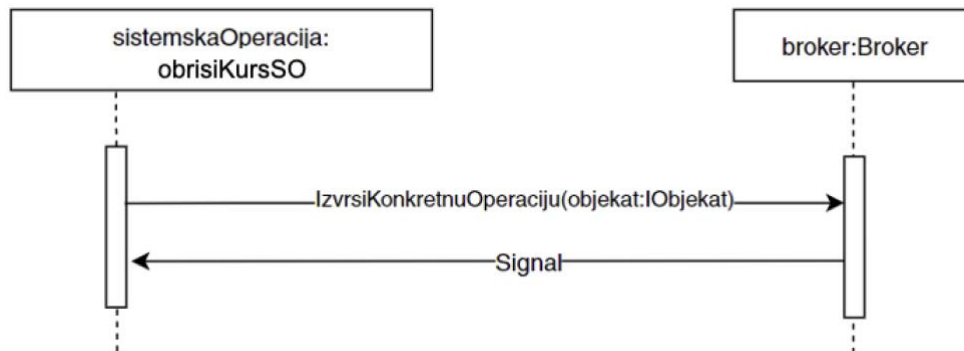 sistemskaOperacija:
obrisiKursSO
broker:Broker
IzvrsiKonkretnuOperaciju(objekat:IObjekat)
Signal